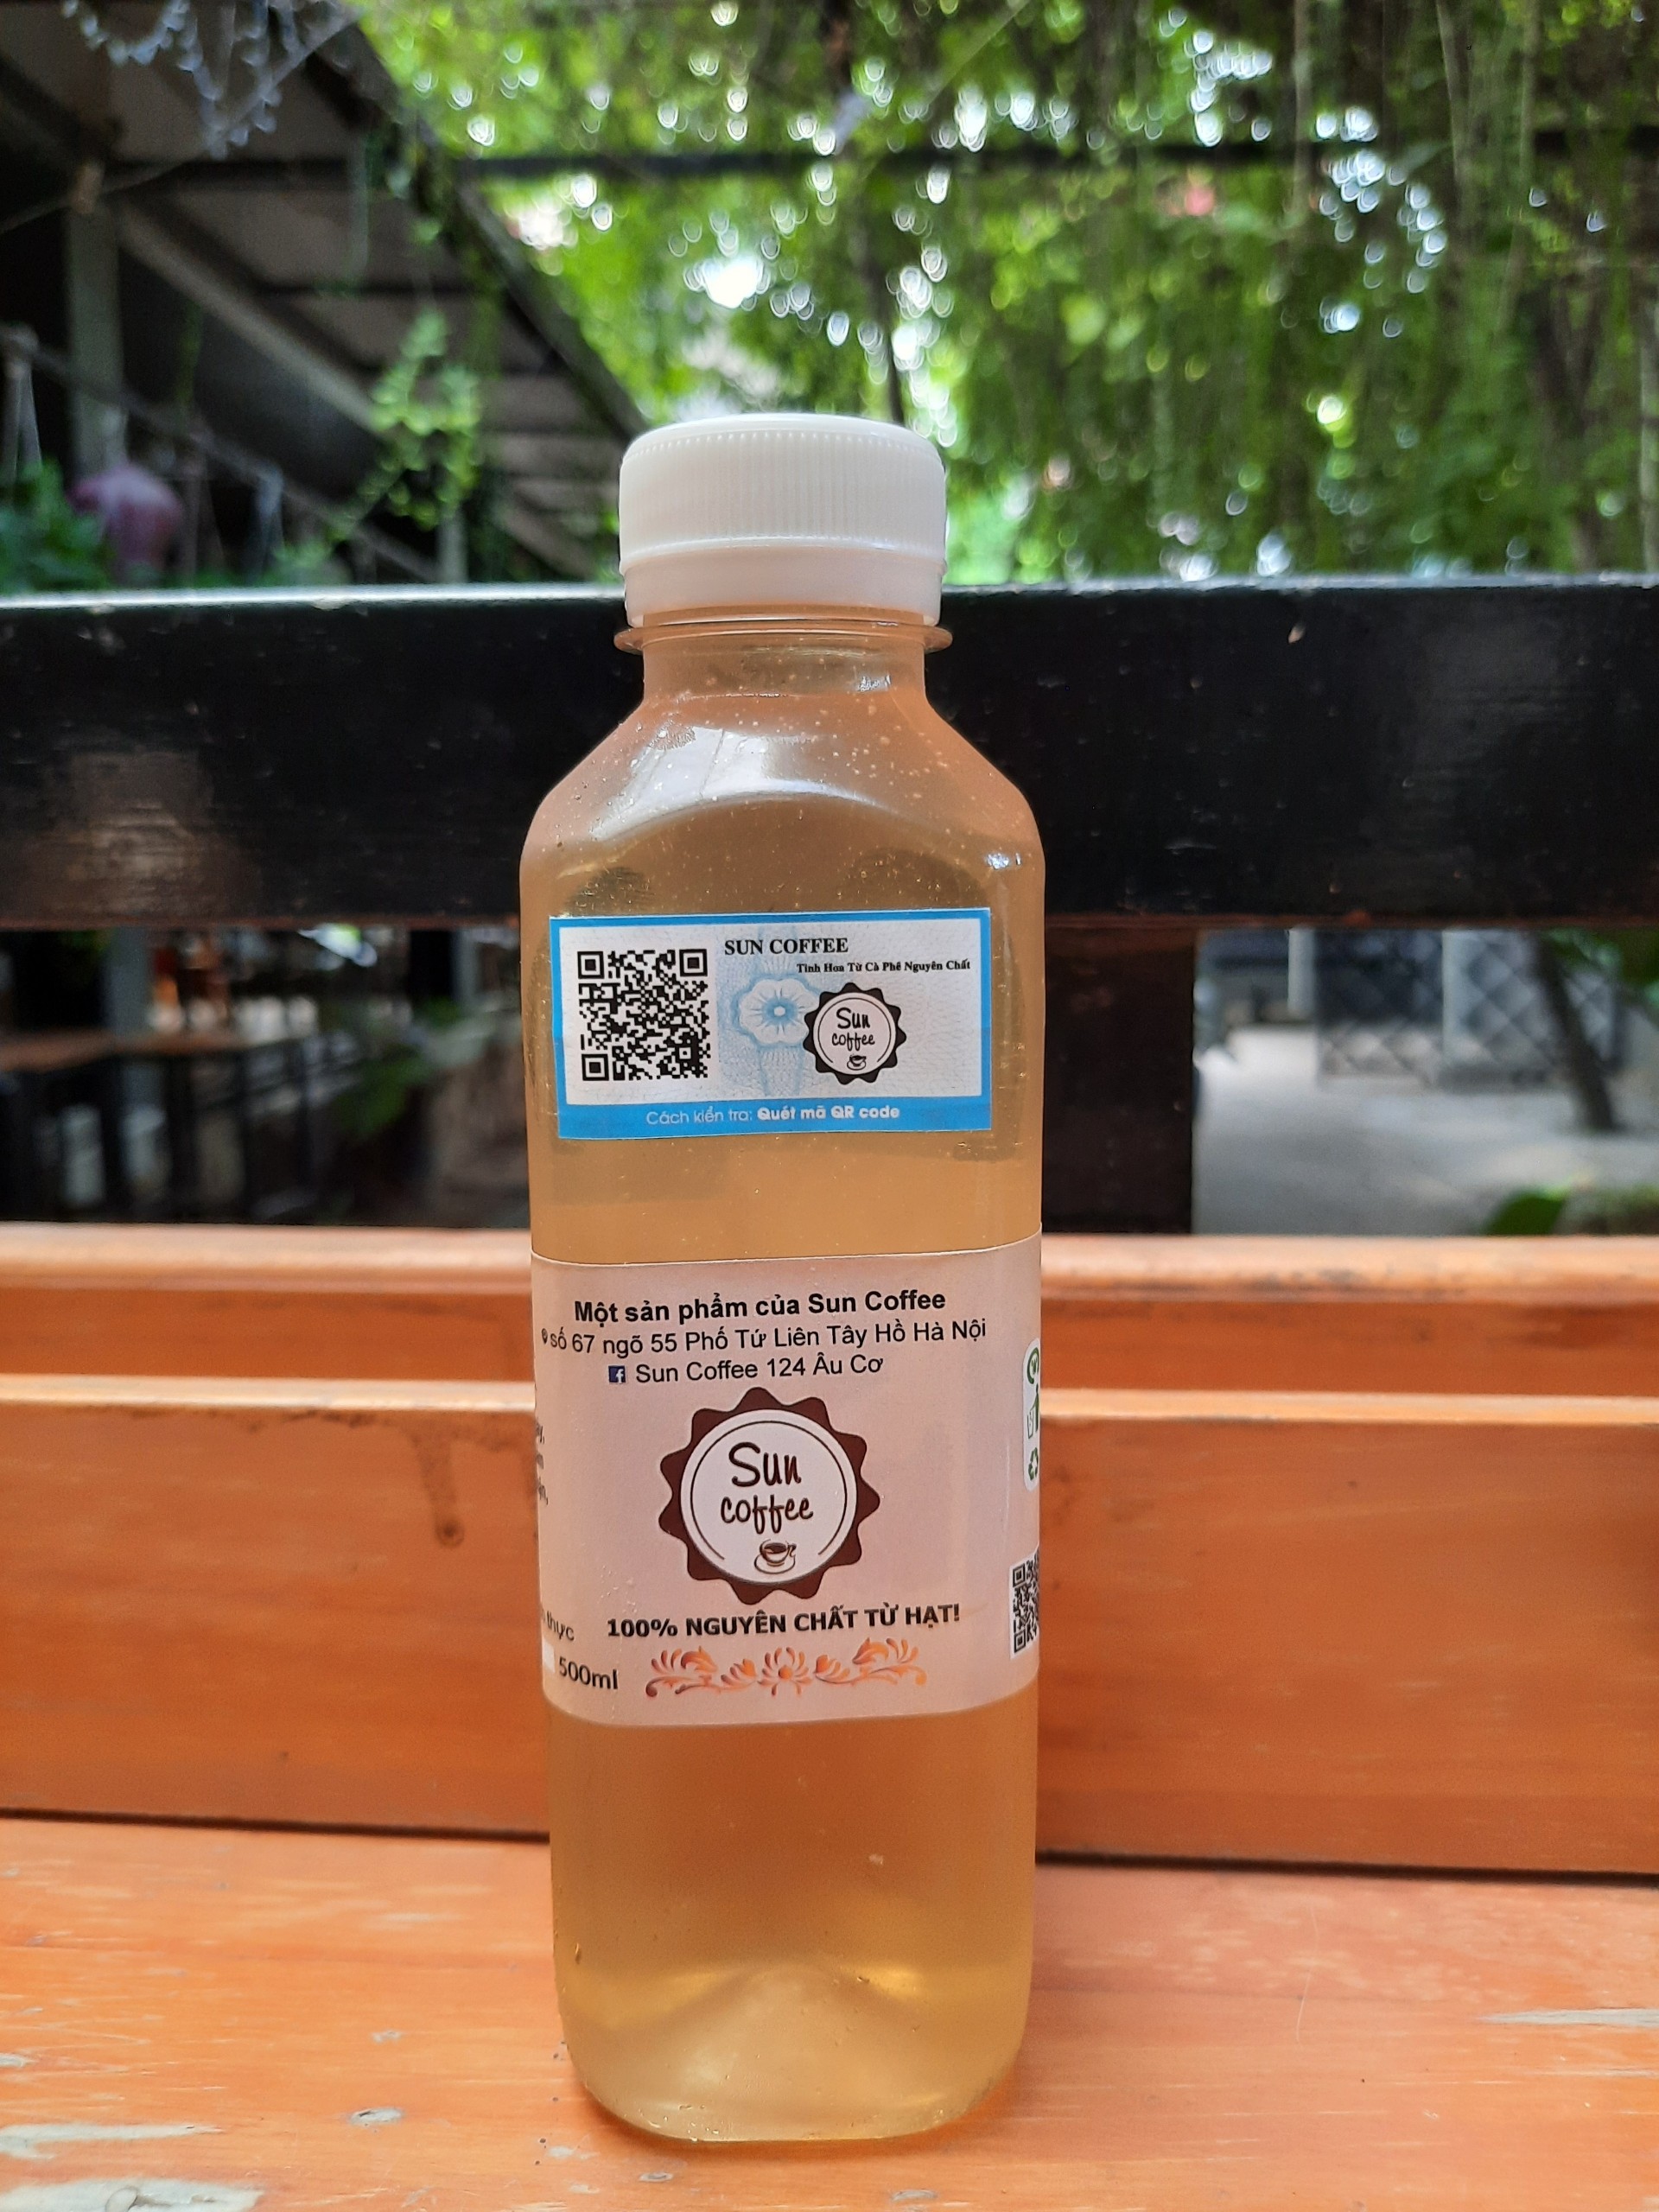 SUN COFFEE
Tinh Hoa Từ Cà Phê Nguyên Chất
Sun
coffee
Cách kiển tra: Quét mã QR code
Một sản phẩm của Sun Coffee
số 67 ngõ 55 Phố Tứ Liên Tây Hồ Hà Nội
Sun Coffee 124 Âu Cơ
Sun
coffee
100% NGUYÊN CHẤT TỪ HẠT!
thực
500ml